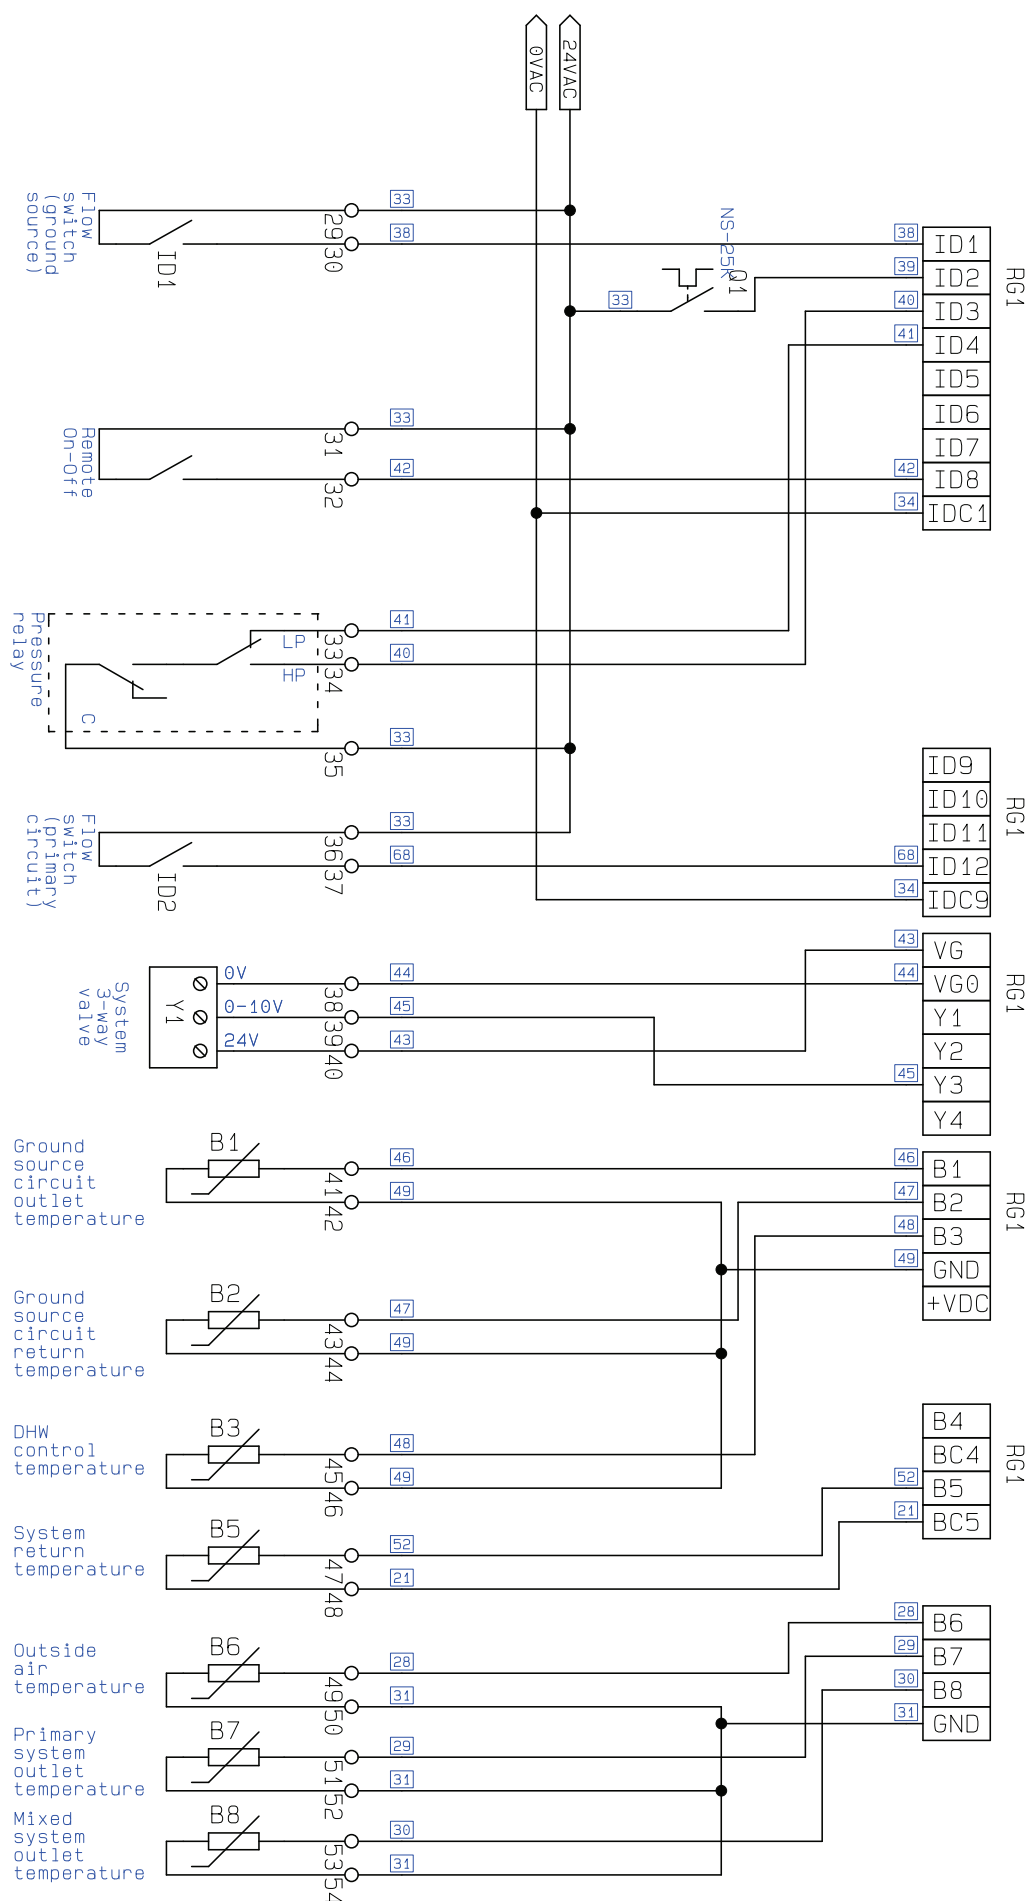 0VAC
24VAC
33
38
38
ID1
29
30
Flow
switch
(ground
source)
ID1
NS-25K
Q1
33
39
ID2
RG1
40
ID3
41
ID4
ID5
ID6
ID7
33
31
42
32
42
ID8
34
IDC1
Remote
On-Off
41
33
LP
40
34
HP
C
Pressure
relay
33
35
ID9
ID10
ID11
RG1
33
36
68
37
68
ID12
34
IDC9
Flow
switch
(primary
circuit)
ID2
43
VG
0V
44
38
44
VG0
RG1
0-10V
45
39
Y1
Y1
24V
43
40
Y2
45
Y3
Y4
System
3-way
valve
Ground
source
circuit
outlet
temperature
B1
46
41
49
42
46
B1
47
B2
48
B3
49
GND
+VDC
RG1
Ground
source
circuit
return
temperature
B2
47
43
49
44
DHW
control
temperature
B3
48
45
49
46
B4
BC4
52
B5
21
BC5
RG1
System
return
temperature
B5
52
47
21
48
28
B6
29
B7
30
B8
31
GND
Outside
air
temperature
B6
28
49
31
50
Primary
system
outlet
temperature
B7
29
51
31
52
Mixed
system
outlet
temperature
B8
30
53
31
54